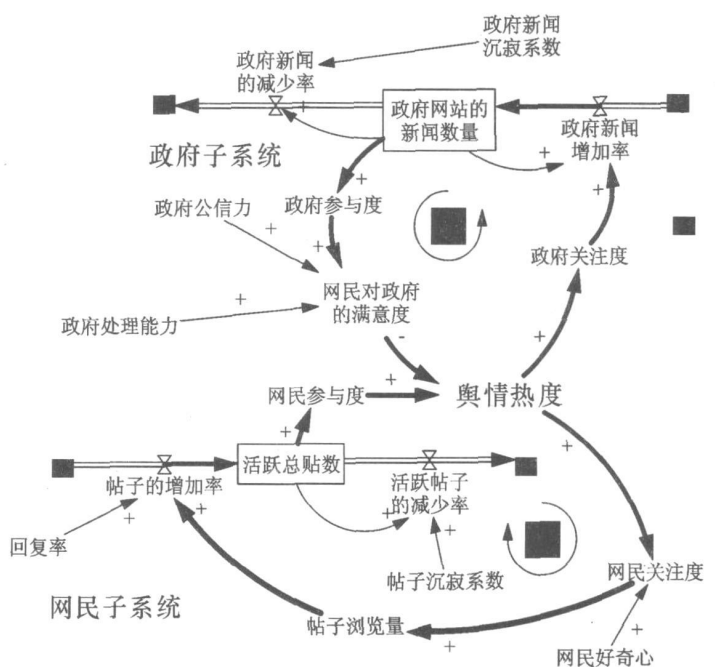 政府新闻
沉寂系数
政府新闻
的减少率
+
政府网站的
新闻数量
政府新闻
增加率
+
政府子系统
+
+
政府公信力
政府参与度
+
+
政府关注度
网民对政府
的满意度
+
政府处理能力
-
+
网民参与度
+
舆情热度
+
+
活跃总贴数
帖子的增加率
活跃帖子
的减少率
+
+
+
+
回复率
帖子沉寂系数
网民关注度
网民子系统
帖子浏览量
+
+
网民好奇心